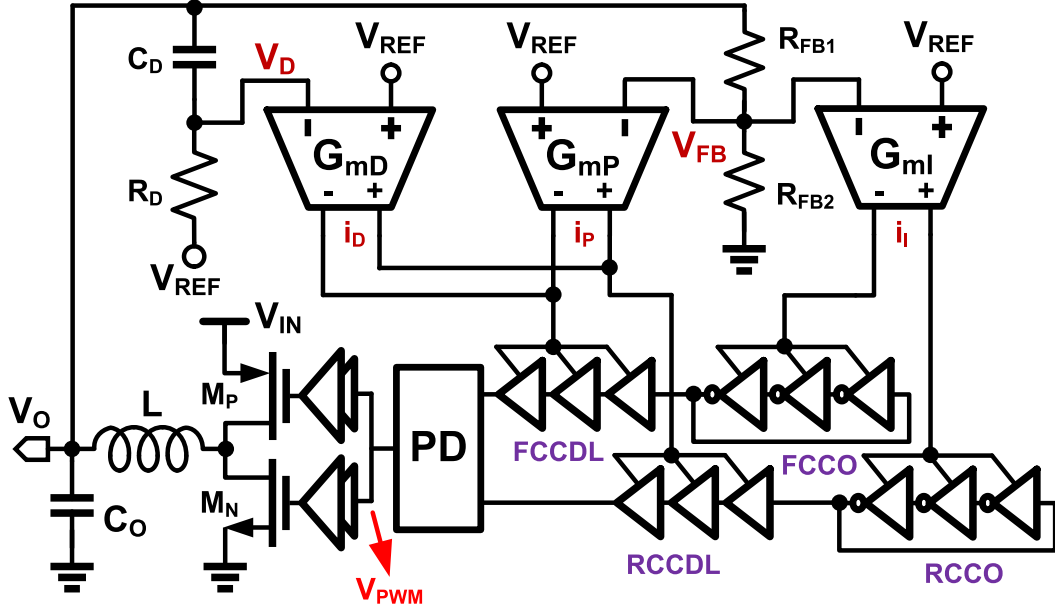 V_REF V_REF V_REF
C_D V_D R_FB1
I + + I I +
G_mD G_mP V_FB G_mI
R_D - + - + R_FB2 - +
i_D i_P i_I
V_REF
V_IN
V_O L M_P
PD FCCDL FCCO
C_O M_N
RCCDL RCCO
V_PWM